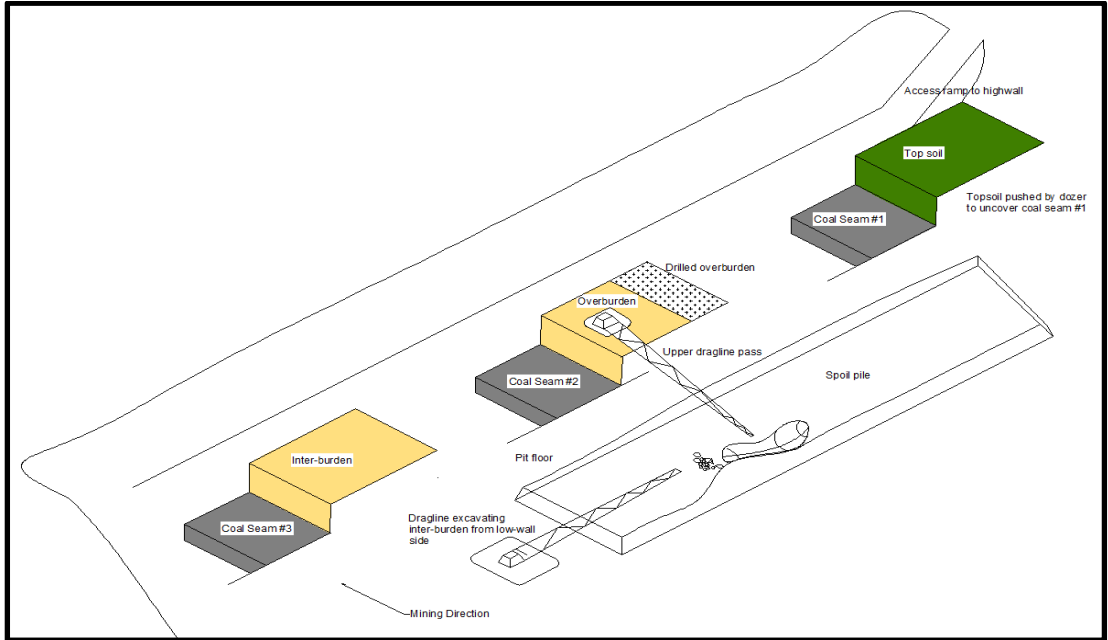 Access ramp to highwall
Top soil
Topsoil pushed by dozer
to uncover coal seam #1
Coal Seam#1
Drilled overburden
Overburden
Upper dragline pass
Coal Seam #2
Spoil pile
Pit floor
Inter-burden
Dragline excavating
inter-burden from low-wall
side
Coal Seam #3
Mining Direction